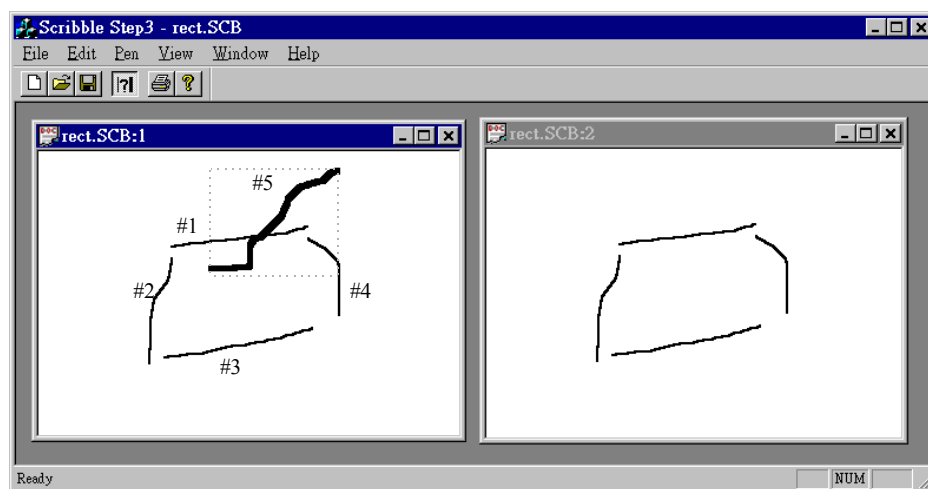 Scribble Step3 - rect.SCB
File Edit Pen View Window Help
rect.SCB:1
rect.SCB:2
#5
#1
#2
#4
#3
Ready NUM